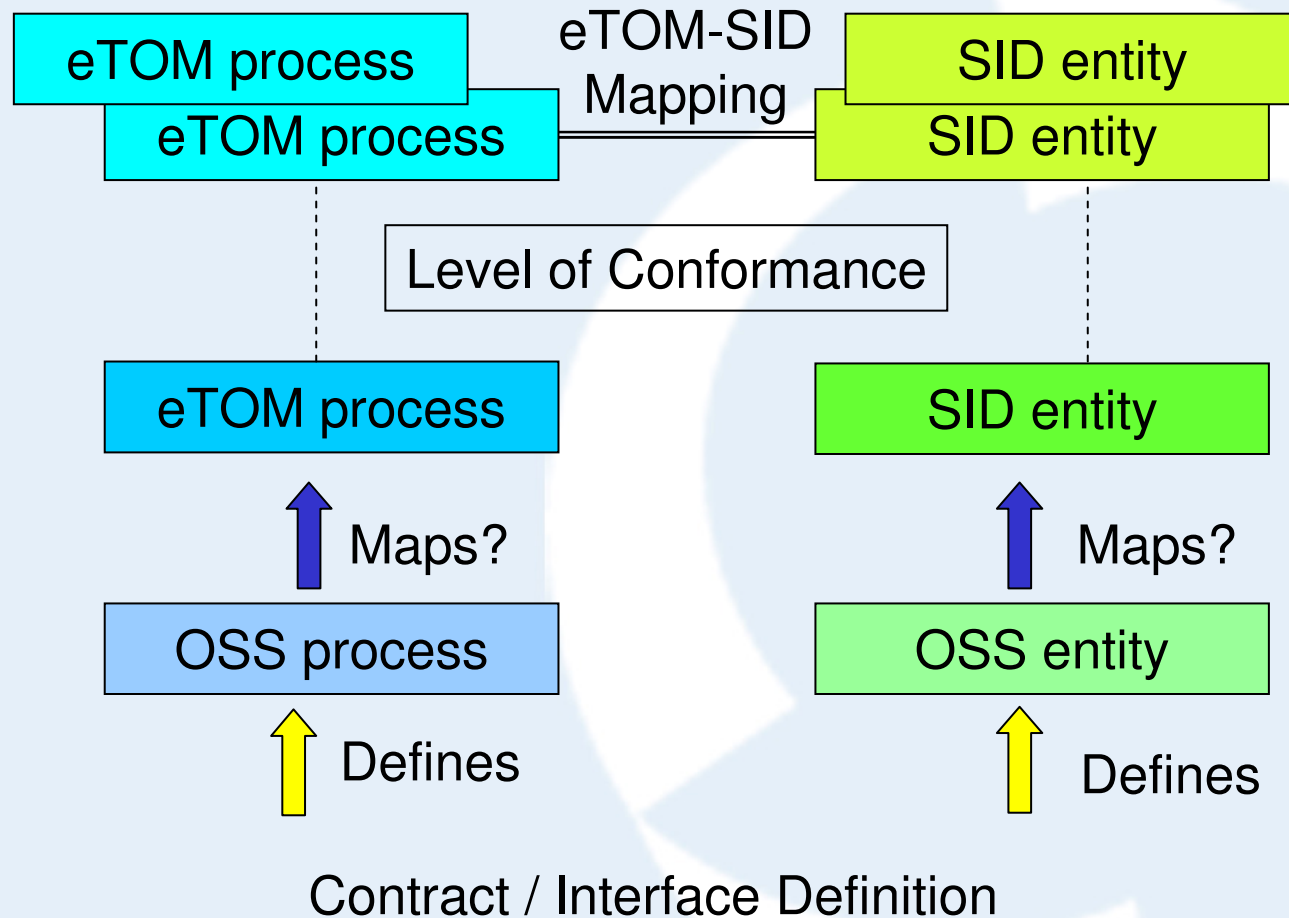 eTOM process
eTOM-SID
Mapping
SID entity
eTOM process
SID entity
Level of Conformance
eTOM process
SID entity
Maps?
Maps?
OSS process
OSS entity
Defines
Defines
Contract / Interface Definition